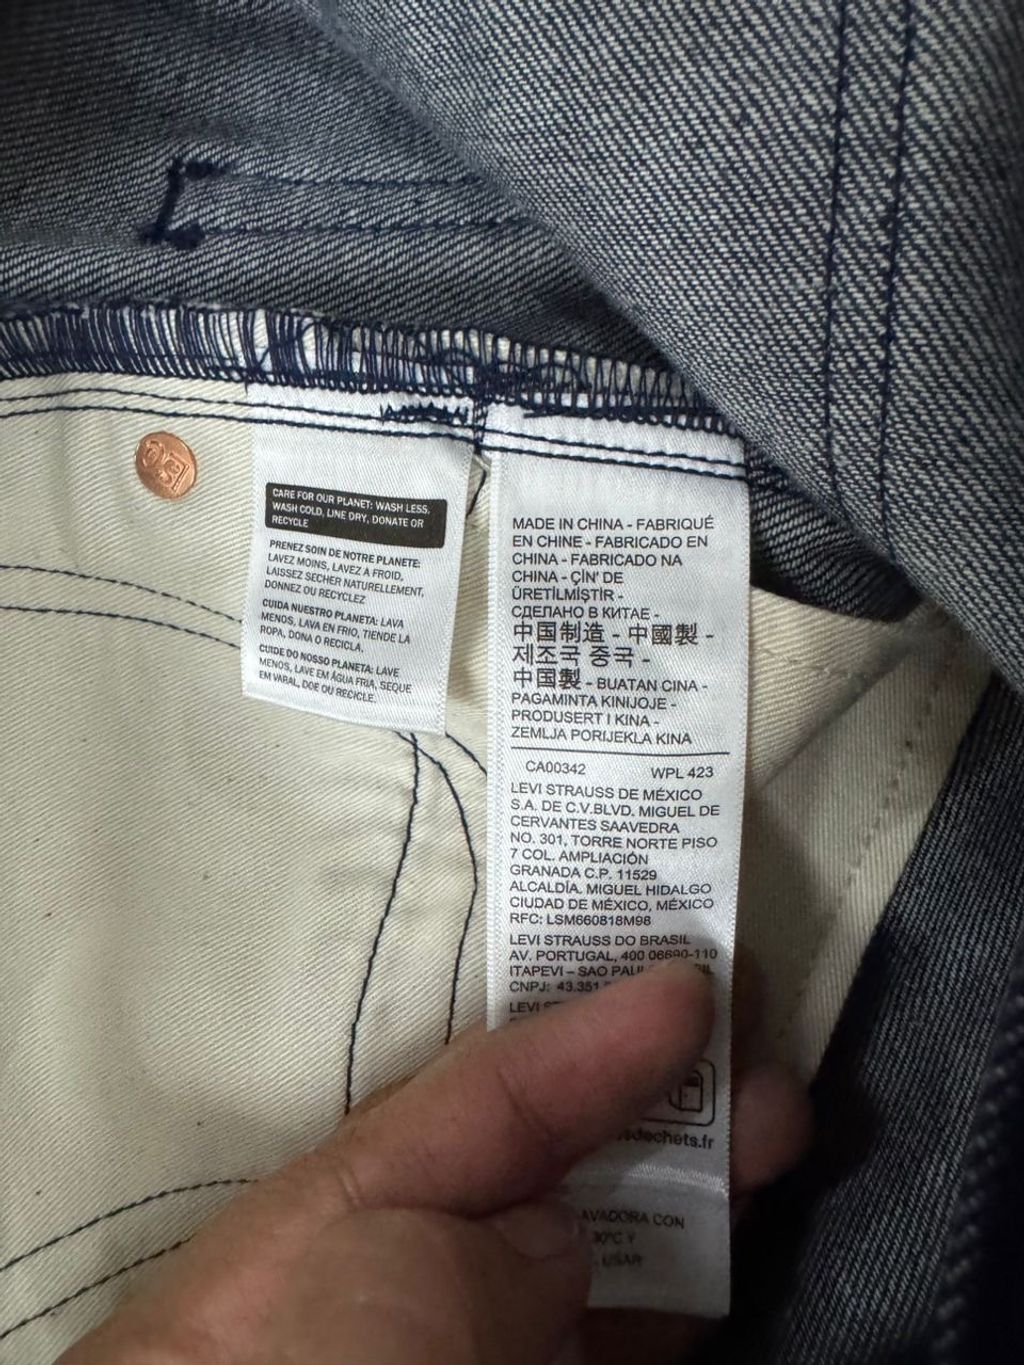 CARE FOR OUR PLANET: WASH LESS,
WASH COLD, LINE DRY, DONATE OR
RECYCLE
PRENEZ SOIN DE NOTRE PLANETE:
LAVEZ MOINS, LAVEZ À FROID,
LAISSEZ SECHER NATURELLEMENT,
DONNEZ OU RECYCLEZ
CUIDA NUESTRO PLANETA: LAVA
MENOS, LAVA EN FRIO, TIENDE LA
ROPA, DONA O RECICLA.
CUIDE DO NOSSO PLANETA: LAVE
MENOS, LAVE EM ÁGUA FRIA, SEQUE
EM VARAL, DOE OU RECICLE.
MADE IN CHINA - FABRIQUÉ
EN CHINE - FABRICADO EN
CHINA - FABRICADO NA
CHINA - ÇİN' DE
ÜRETİLMİŞTİR -
СДЕЛАНО В КИТАЕ -
中国制造 - 中國製 -
제조국 중국 -
中国製 - BUATAN CINA -
PAGAMINTA KINIJOJE -
PRODUSERT I KINA -
ZEMLJA PORIJEKLA KINA
CA00342 WPL 423
LEVI STRAUSS DE MÉXICO
S.A. DE C.V.BLVD. MIGUEL DE
CERVANTES SAAVEDRA
NO. 301, TORRE NORTE PISO
7 COL. AMPLIACIÓN
GRANADA C.P. 11529
ALCALDÍA. MIGUEL HIDALGO
CIUDAD DE MÉXICO, MÉXICO
RFC: LSM660818M98
LEVI STRAUSS DO BRASIL
AV. PORTUGAL, 400 06690-110
ITAPEVI – SAO
CNPJ: 43.351
LEVI
dechets.fr
CON
30°C Y
USAR